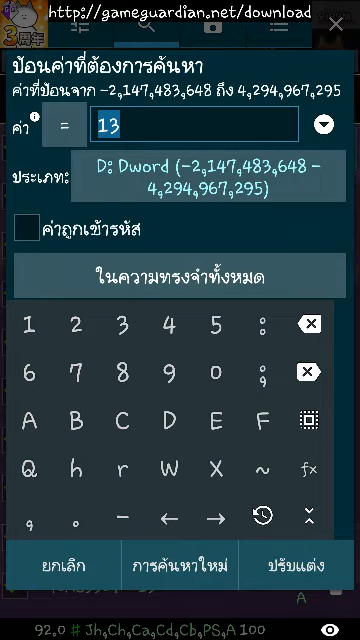 http://gameguardian.net/download
3周年
ป้อนค่าที่ต้องการค้นหา
ค่าที่ป้อนจาก -2,147,483,648 ถึง 4,294,967,295
ค่า = 13
ประเภท: D: Dword (-2,147,483,648 -
4,294,967,295)
ค่าถูกเข้ารหัส
ในความทรงจำทั้งหมด
1 2 3 4 5 :
6 7 8 9 0 ;
A B C D E F
Q h r W X ~ fx
, . - ← →
ยกเลิก การค้นหาใหม่ ปรับแต่ง
A
92,0 # Jh,Ch,Ca,Cd,Cb,PS,A 100